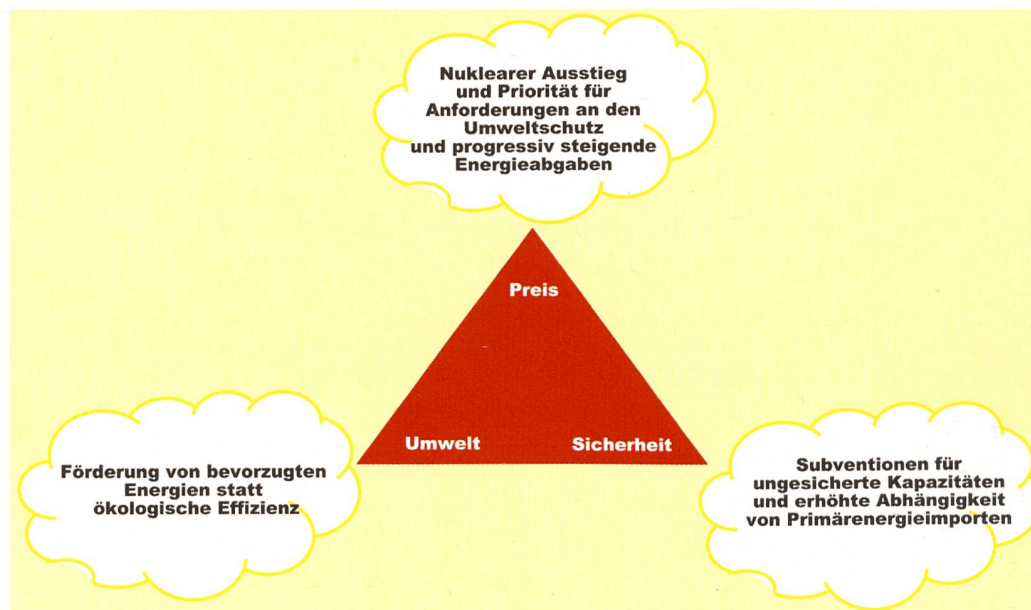 Nuklearer Ausstieg
und Priorität für
Anforderungen an den
Umweltschutz
und progressiv steigende
Energieabgaben
Preis
Umwelt
Sicherheit
Förderung von bevorzugten
Energien statt
ökologische Effizienz
Subventionen für
ungesicherte Kapazitäten
und erhöhte Abhängigkeit
von Primärenergieimporten